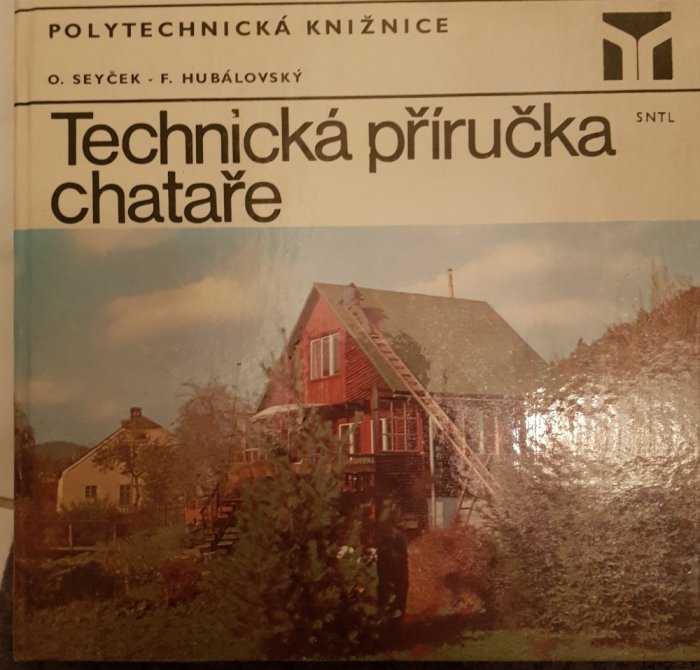 POLYTECHNICKÁ KNIŽNICE
O. SEYČEK - F. HUBÁLOVSKÝ
Technická příručka
SNTL
chataře